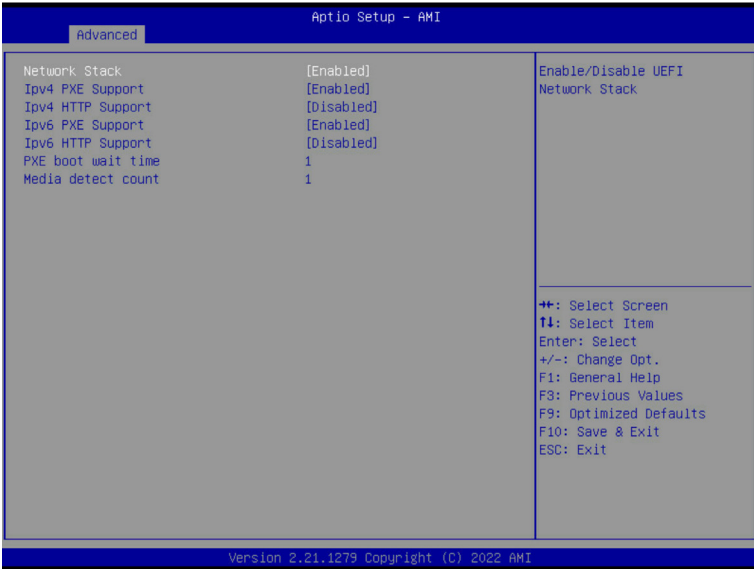 Aptio Setup – AMI
Advanced
Network Stack [Enabled]
Ipv4 PXE Support [Enabled]
Ipv4 HTTP Support [Disabled]
Ipv6 PXE Support [Enabled]
Ipv6 HTTP Support [Disabled]
PXE boot wait time 1
Media detect count 1
Enable/Disable UEFI
Network Stack
→←: Select Screen
↑↓: Select Item
Enter: Select
+/-: Change Opt.
F1: General Help
F3: Previous Values
F9: Optimized Defaults
F10: Save & Exit
ESC: Exit
Version 2.21.1279 Copyright (C) 2022 AMI